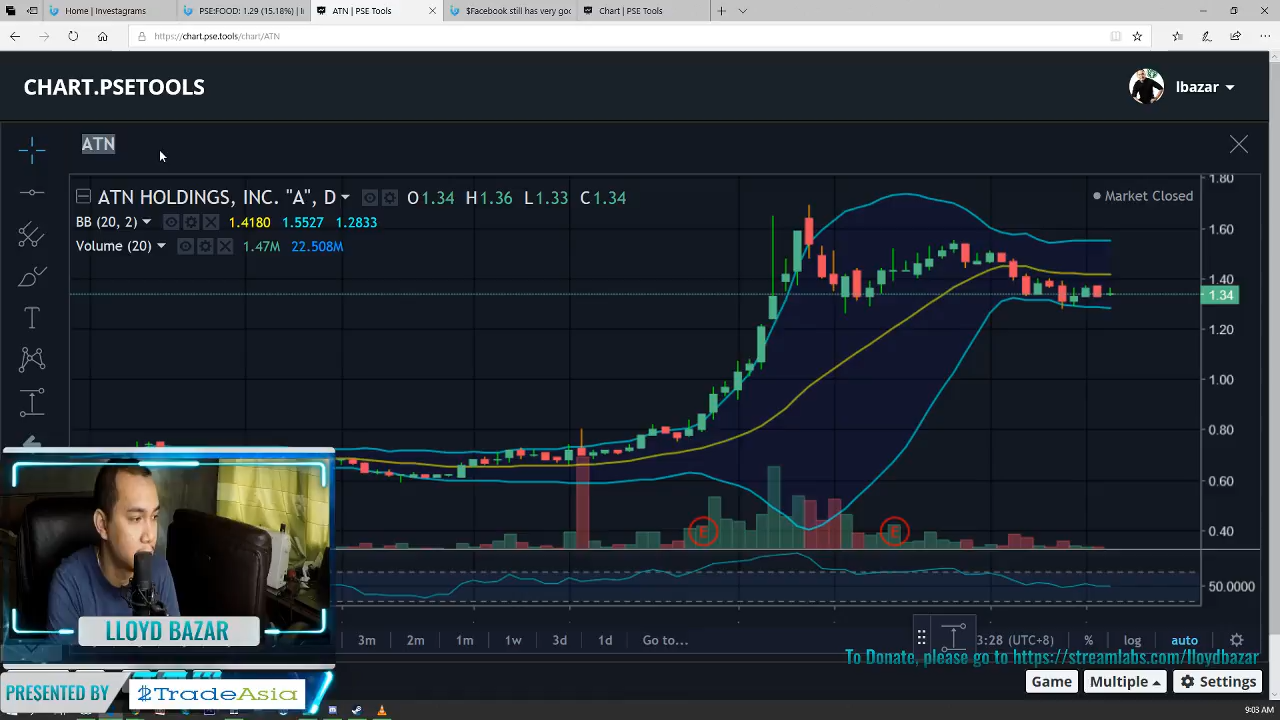 Home | Investagrams
PSE:FOOD: 1.29 (15.18%) | I
ATN | PSE Tools
$Facebook still has very goo
Chart | PSE Tools
https://chart.pse.tools/chart/ATN
CHART.PSETOOLS
lbazar
ATN
ATN HOLDINGS, INC. "A", D O1.34 H1.36 L1.33 C1.34
Market Closed
BB (20, 2) 1.4180 1.5527 1.2833
Volume (20) 1.47M 22.508M
1.80
1.60
1.40
1.34
1.20
1.00
0.80
0.60
0.40
E
E
50.0000
LLOYD BAZAR
3m 2m 1m 1w 3d 1d Go to...
3:28 (UTC+8) % log auto
To Donate, please go to https://streamlabs.com/lloydbazar
PRESENTED BY
$TradeAsia
Game Multiple Settings
9:03 AM